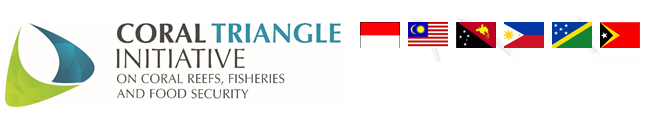 CORAL TRIANGLE
INITIATIVE
ON CORAL REEFS, FISHERIES
AND FOOD SECURITY